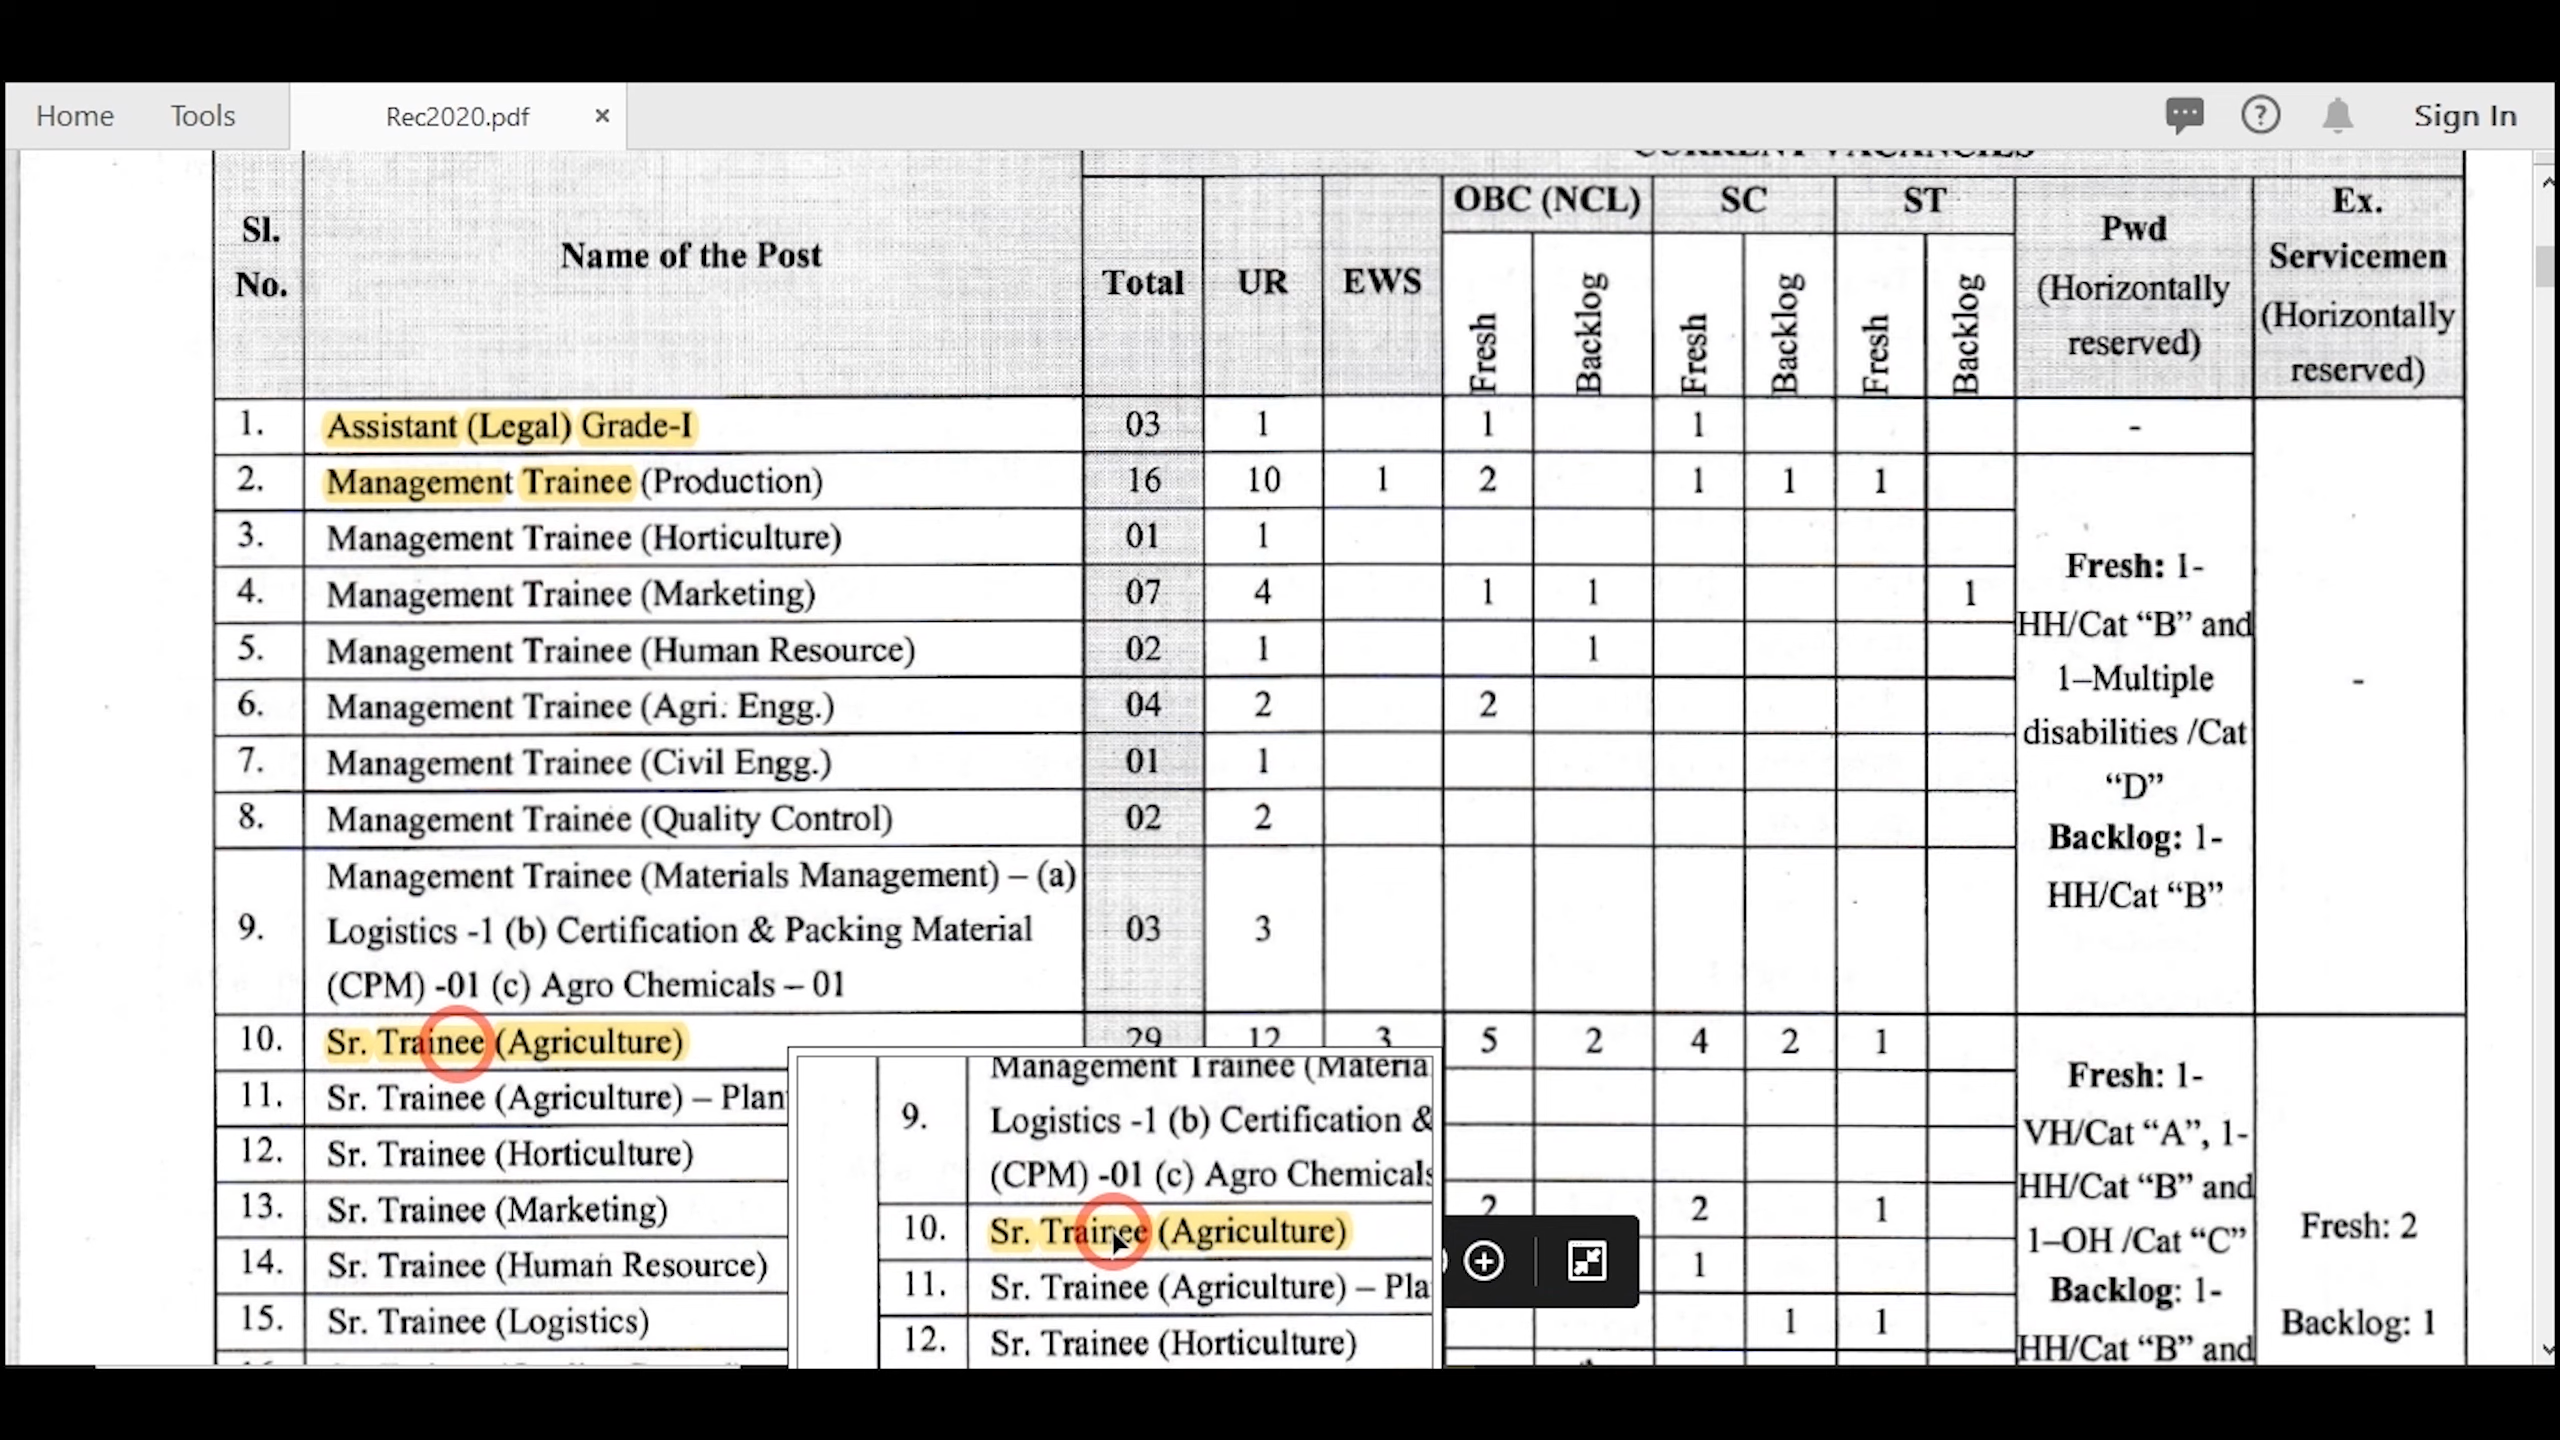 Home Tools Rec2020.pdf × Sign In
CURRENT VACANCIES
Sl. No. Name of the Post Total UR EWS OBC (NCL) SC ST Pwd (Horizontally reserved) Ex. Servicemen (Horizontally reserved)
Fresh Backlog Fresh Backlog Fresh Backlog
1. Assistant (Legal) Grade-I 03 1 1 1 -
2. Management Trainee (Production) 16 10 1 2 1 1 1
3. Management Trainee (Horticulture) 01 1
4. Management Trainee (Marketing) 07 4 1 1 1
5. Management Trainee (Human Resource) 02 1 1
6. Management Trainee (Agri. Engg.) 04 2 2
7. Management Trainee (Civil Engg.) 01 1
8. Management Trainee (Quality Control) 02 2
Management Trainee (Materials Management) – (a)
9. Logistics -1 (b) Certification & Packing Material 03 3
(CPM) -01 (c) Agro Chemicals – 01
Fresh: 1-
HH/Cat “B” and
1–Multiple
disabilities /Cat
“D”
Backlog: 1-
HH/Cat “B”
-
10. Sr. Trainee (Agriculture) 29 12 3 5 2 4 2 1
11. Sr. Trainee (Agriculture) – Plan
12. Sr. Trainee (Horticulture)
13. Sr. Trainee (Marketing) 2 2 1
14. Sr. Trainee (Human Resource) 1
15. Sr. Trainee (Logistics) 1 1
Fresh: 1-
VH/Cat “A”, 1-
HH/Cat “B” and
1–OH /Cat “C”
Backlog: 1-
HH/Cat “B” and
Fresh: 2
Backlog: 1
Management Trainee (Materia
9. Logistics -1 (b) Certification &
(CPM) -01 (c) Agro Chemicals
10. Sr. Trainee (Agriculture)
11. Sr. Trainee (Agriculture) – Pla
12. Sr. Trainee (Horticulture)